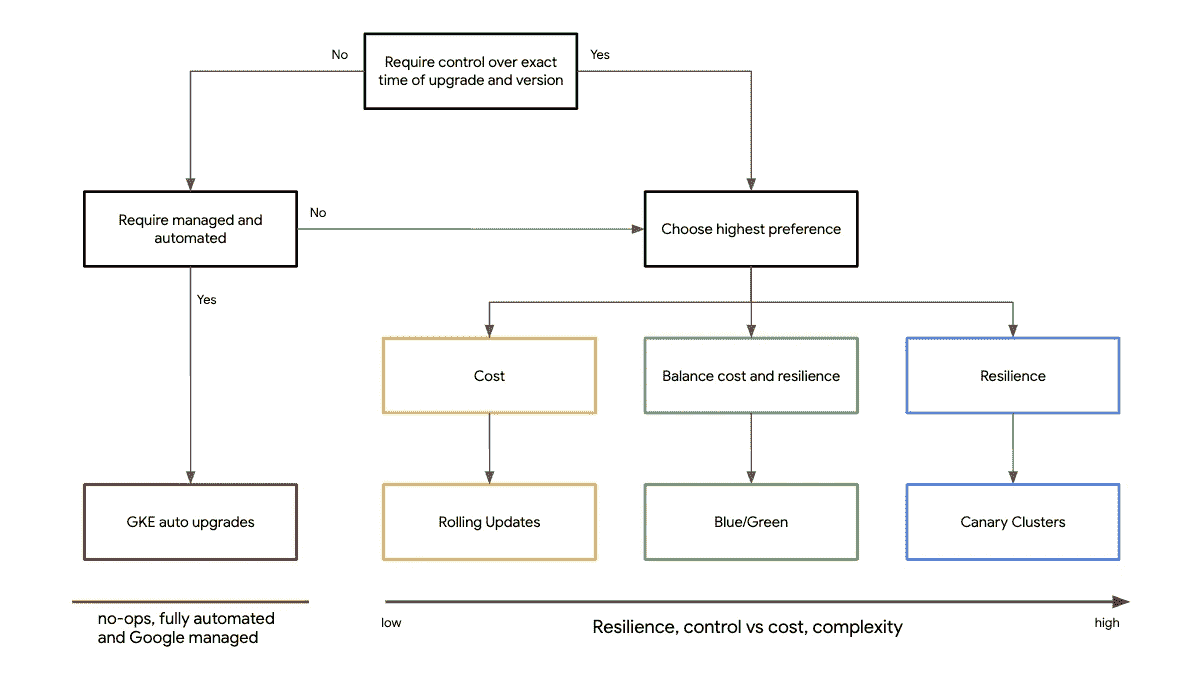 No
Require control over exact
time of upgrade and version
Yes
Require managed and
automated
No
Choose highest preference
Yes
Cost
Balance cost and resilience
Resilience
GKE auto upgrades
Rolling Updates
Blue/Green
Canary Clusters
no-ops, fully automated
and Google managed
low
Resilience, control vs cost, complexity
high